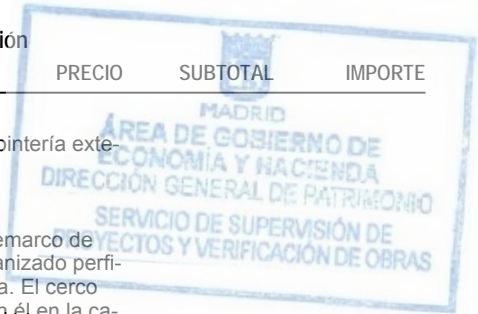 ión
PRECIO SUBTOTAL IMPORTE
MADRID
ÁREA DE GOBIERNO DE
ointería exte-
ECONOMÍA Y HACIENDA
DIRECCIÓN GENERAL DE PATRIMONIO
SERVICIO DE SUPERVISIÓN DE
emarco de
PROYECTOS Y VERIFICACIÓN DE OBRAS
anizado perfi-
a. El cerco
n él en la ca-